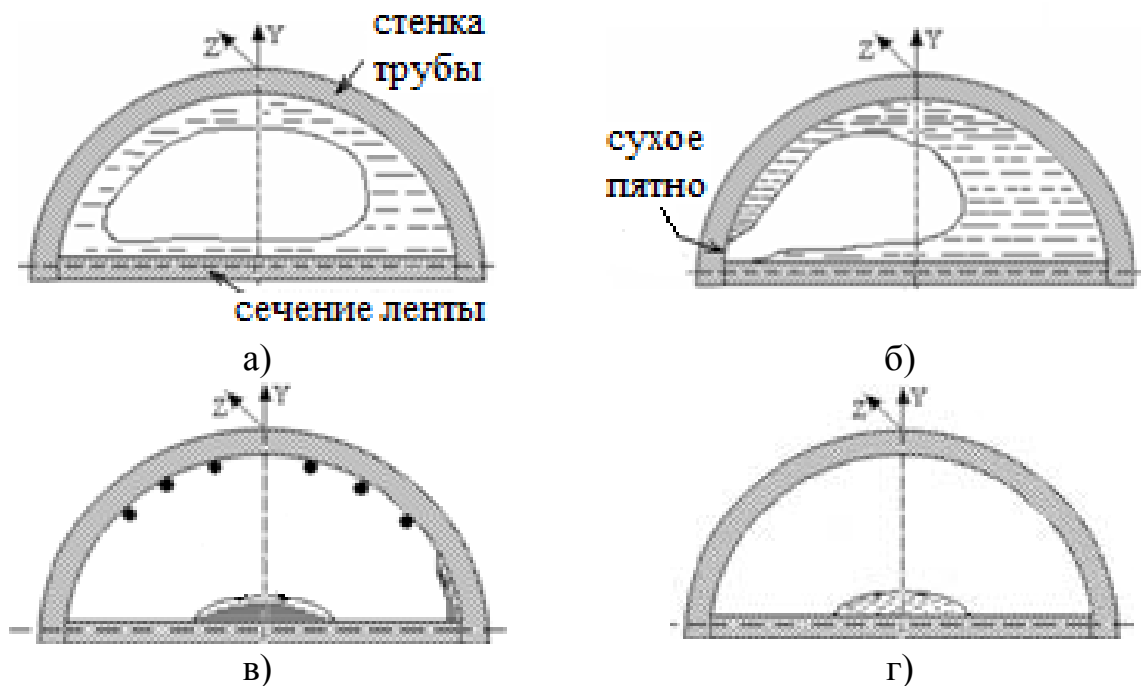 Z Y стенка
трубы
Z Y
сухое
пятно
сечение ленты
а) б)
Z Y Z Y
в) г)